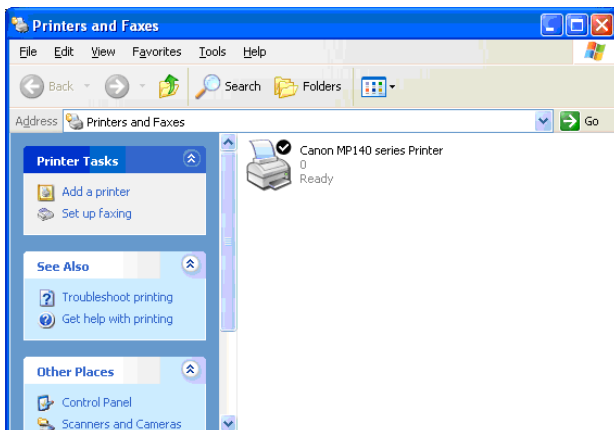 Printers and Faxes
File Edit View Favorites Tools Help
Back Search Folders
Address Printers and Faxes Go
Printer Tasks
Add a printer
Set up faxing
See Also
Troubleshoot printing
Get help with printing
Other Places
Control Panel
Scanners and Cameras
Canon MP140 series Printer
0
Ready